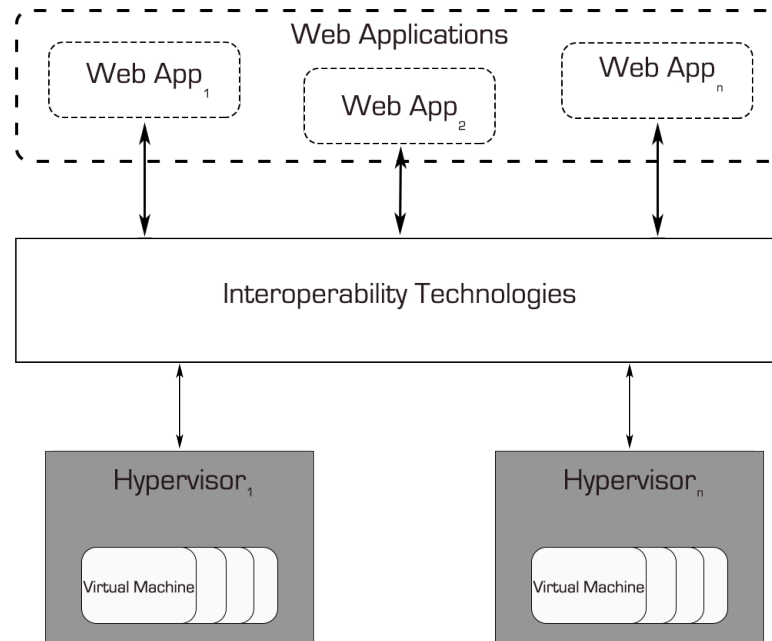 Web Applications
Web App₁
Web App₂
Web Appₙ
Interoperability Technologies
Hypervisor₁
Hypervisorₙ
Virtual Machine
Virtual Machine